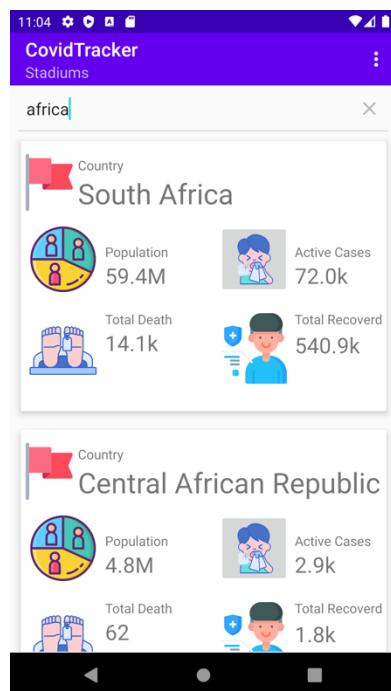 11:04
CovidTracker
Stadiums
africa
Country
South Africa
Population
59.4M
Active Cases
72.0k
Total Death
14.1k
Total Recoverd
540.9k
Country
Central African Republic
Population
4.8M
Active Cases
2.9k
Total Death
62
Total Recoverd
1.8k